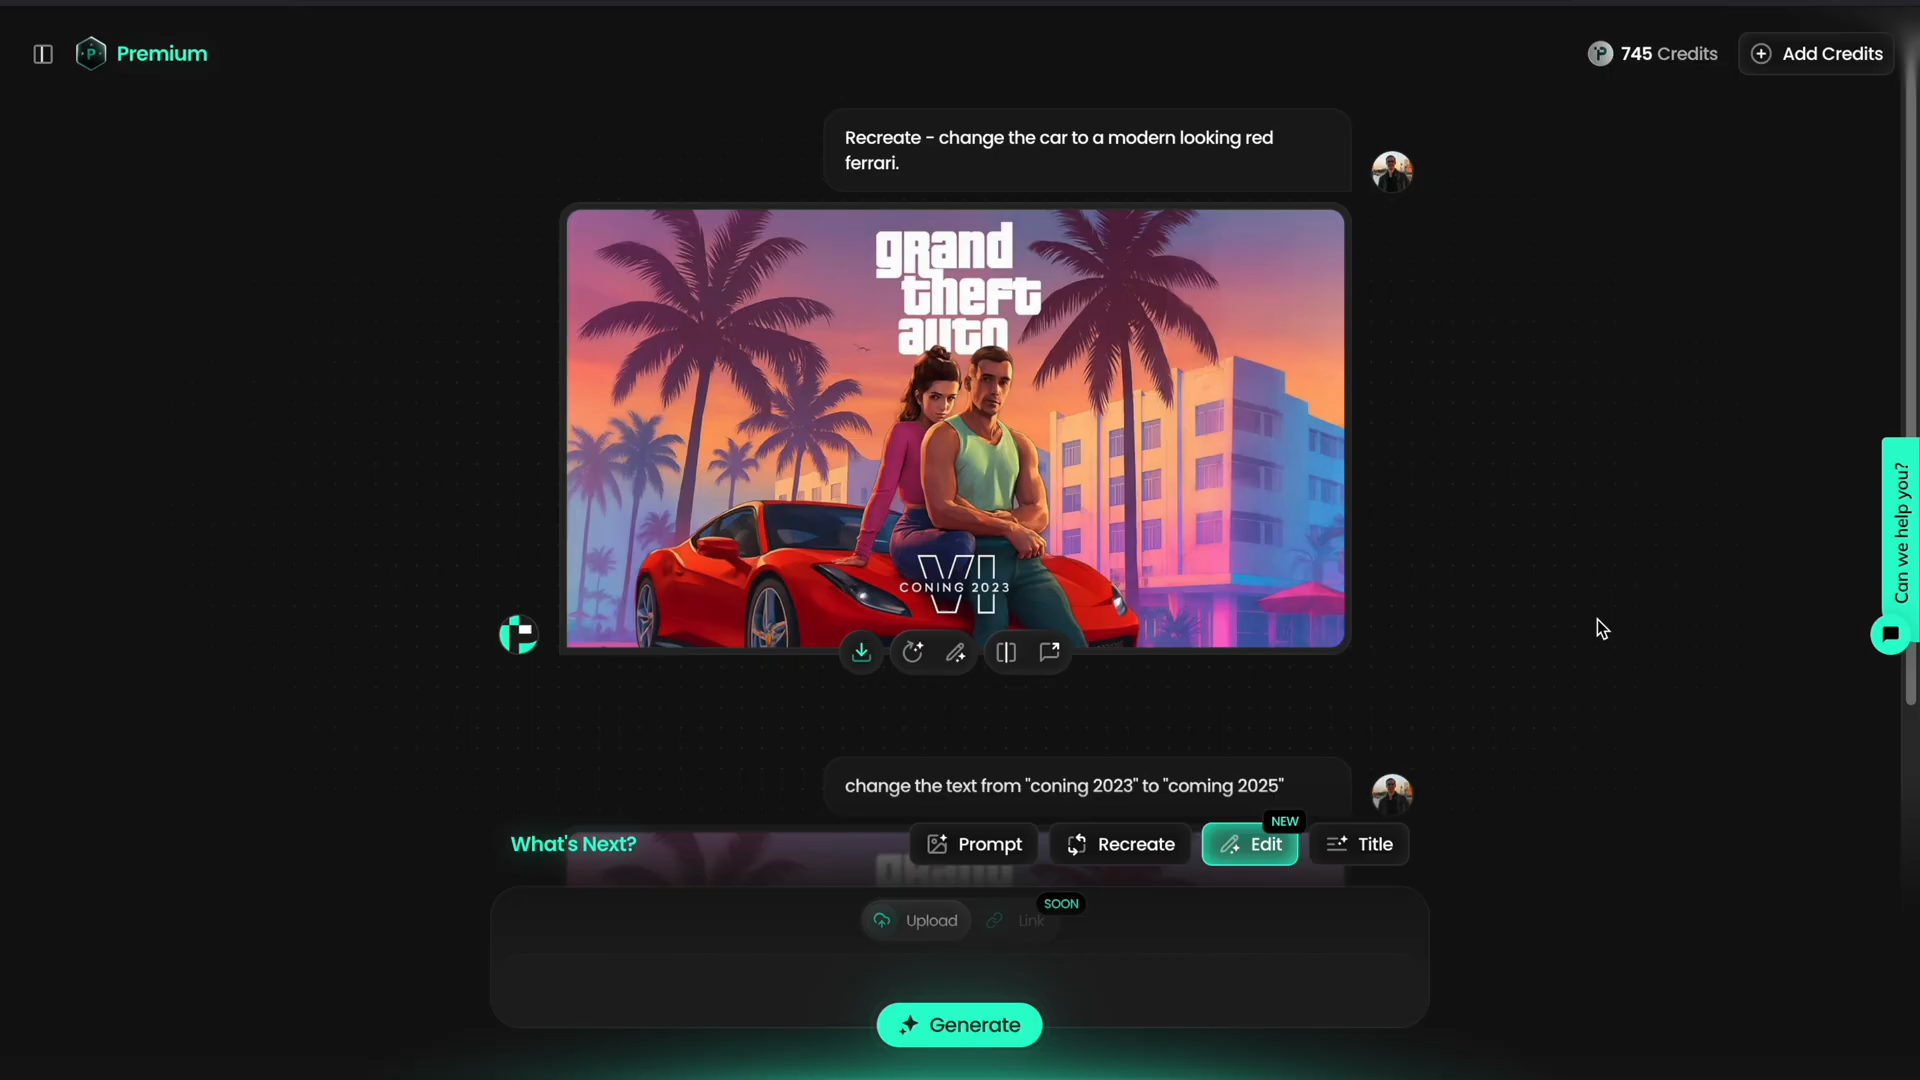 Premium
745 Credits
Add Credits
Recreate - change the car to a modern looking red
ferrari.
grand
theft
auto
VI
CONING 2023
Can we help you?
change the text from "coning 2023" to "coming 2025"
What's Next?
Prompt
Recreate
Edit
NEW
Title
Upload
Link
SOON
Generate